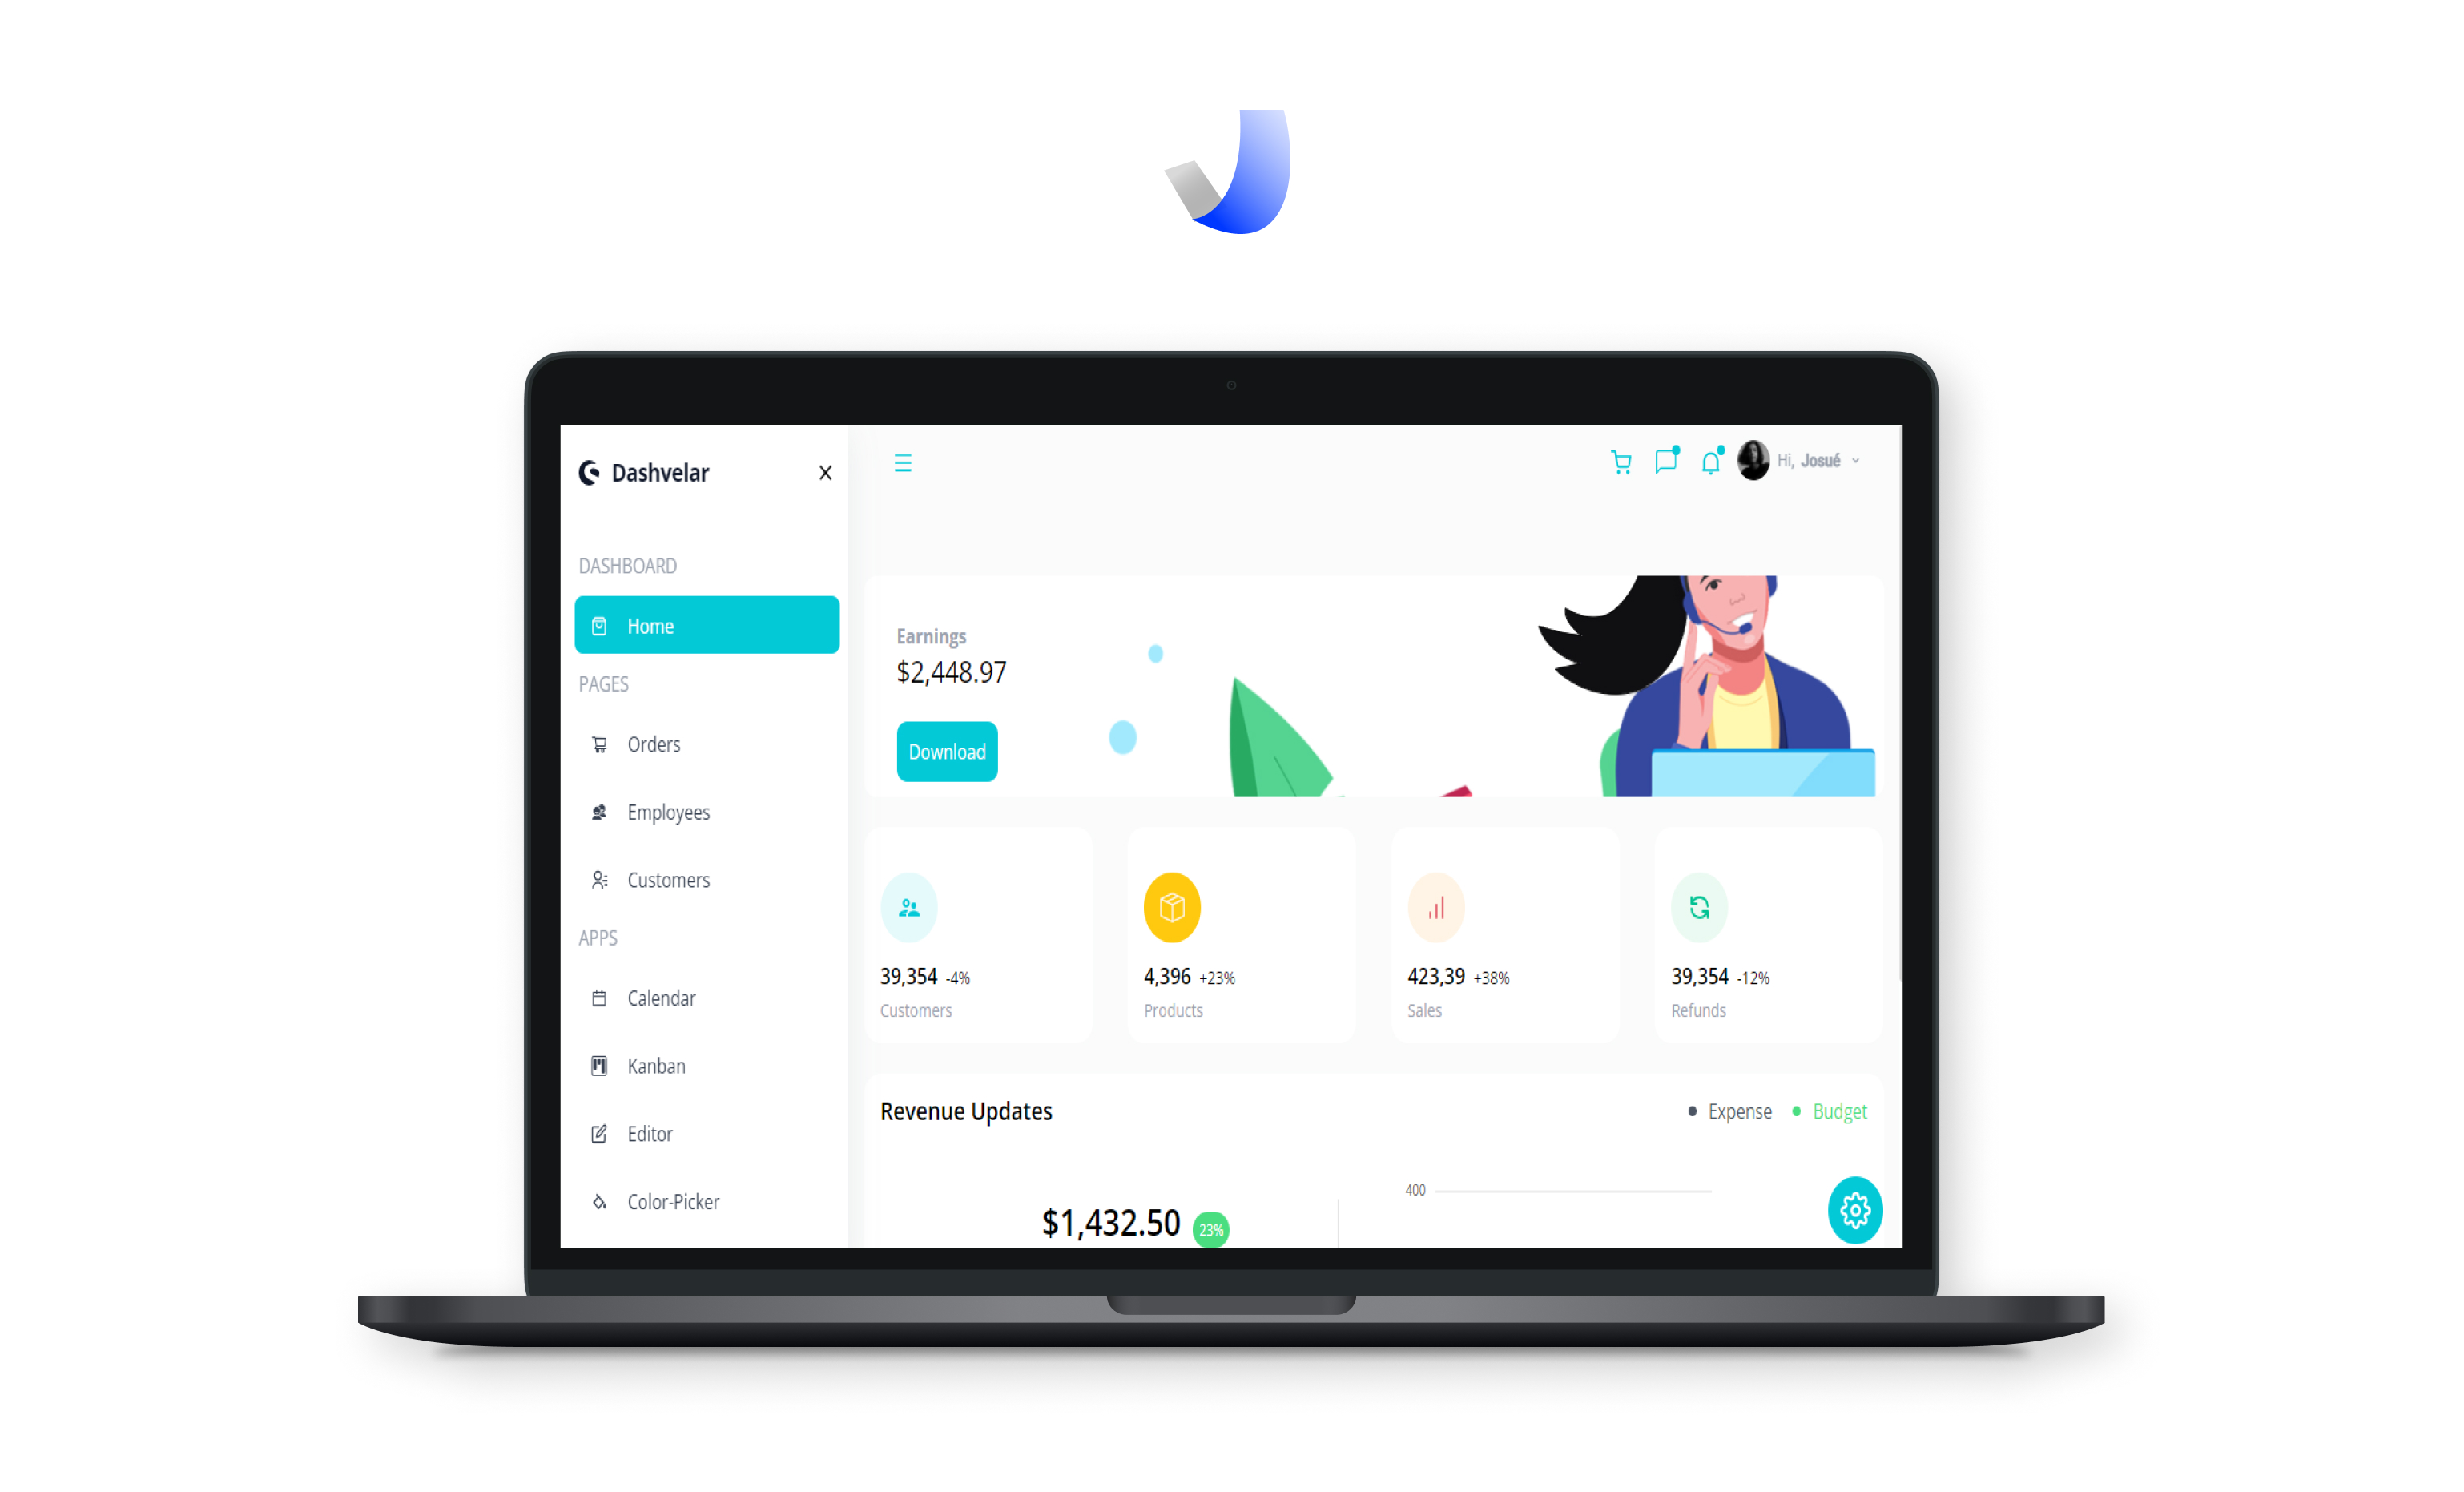 Dashvelar
Hi, Josué
DASHBOARD
Home
PAGES
Orders
Employees
Customers
APPS
Calendar
Kanban
Editor
Color-Picker
Earnings
$2,448.97
Download
39,354 -4%
Customers
4,396 +23%
Products
423,39 +38%
Sales
39,354 -12%
Refunds
Revenue Updates
Expense
Budget
$1,432.50 23%
400